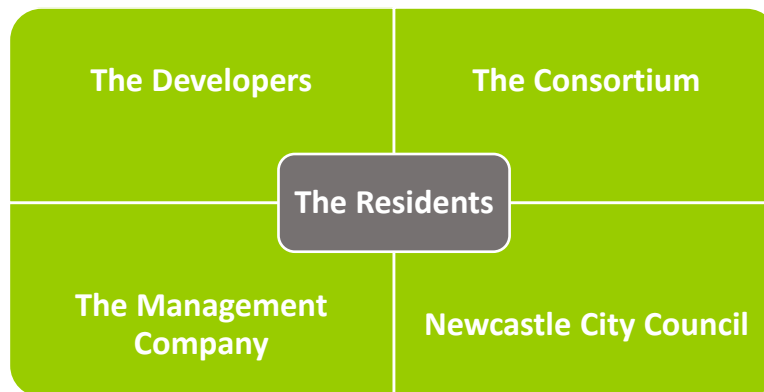 The Developers
The Consortium
The Residents
The Management
Company
Newcastle City Council